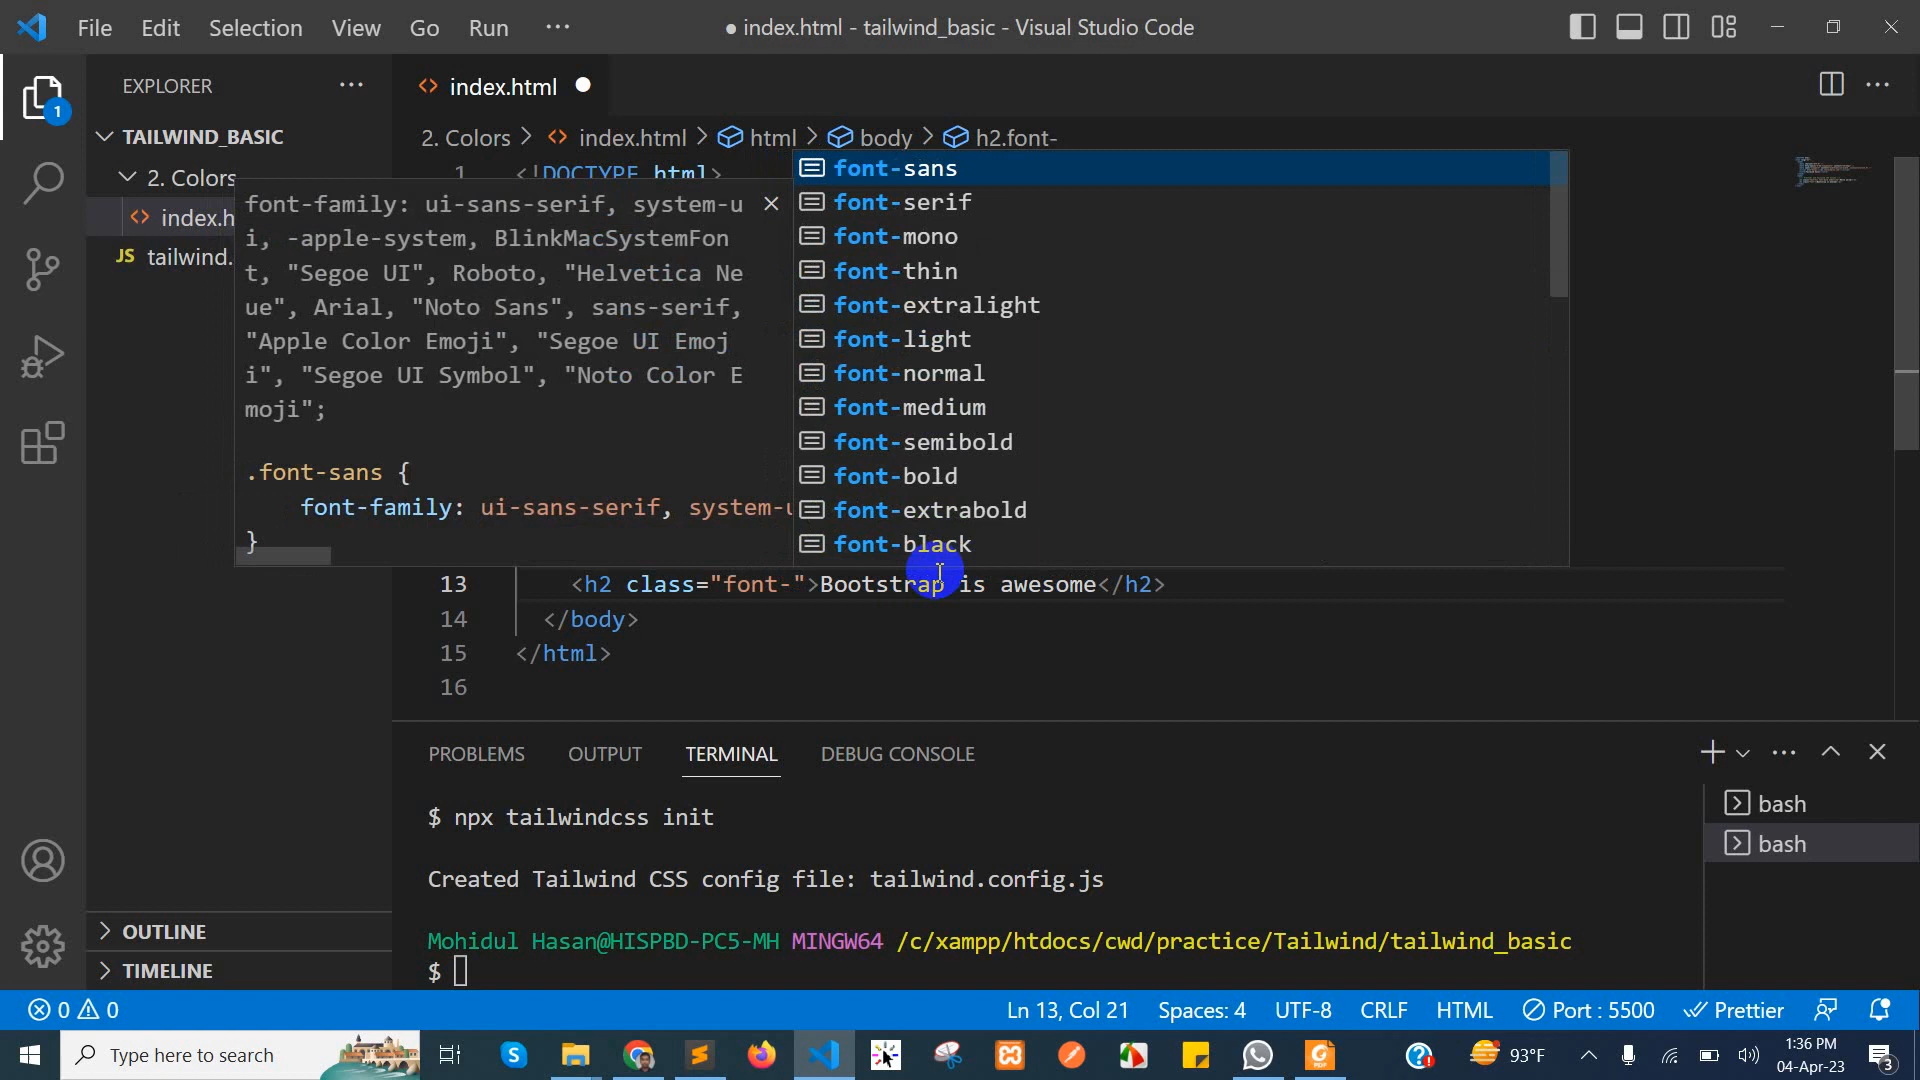 File Edit Selection View Go Run ···
● index.html - tailwind_basic - Visual Studio Code
EXPLORER
index.html
TAILWIND_BASIC
2. Colors
index.h
JS tailwind.
2. Colors > index.html > html > body > h2.font-
1 <!DOCTYPE html>
font-family: ui-sans-serif, system-u
i, -apple-system, BlinkMacSystemFon
t, "Segoe UI", Roboto, "Helvetica Ne
ue", Arial, "Noto Sans", sans-serif,
"Apple Color Emoji", "Segoe UI Emoj
i", "Segoe UI Symbol", "Noto Color E
moji";
.font-sans {
font-family: ui-sans-serif, system-u
}
font-sans
font-serif
font-mono
font-thin
font-extralight
font-light
font-normal
font-medium
font-semibold
font-bold
font-extrabold
font-black
13 <h2 class="font-">Bootstrap is awesome</h2>
14 </body>
15 </html>
16
PROBLEMS OUTPUT TERMINAL DEBUG CONSOLE
$ npx tailwindcss init
Created Tailwind CSS config file: tailwind.config.js
Mohidul Hasan@HISPBD-PC5-MH MINGW64 /c/xampp/htdocs/cwd/practice/Tailwind/tailwind_basic
$
bash
bash
1
OUTLINE
TIMELINE
0 0
Ln 13, Col 21 Spaces: 4 UTF-8 CRLF HTML Port : 5500 Prettier
Type here to search
93°F
1:36 PM
04-Apr-23
3